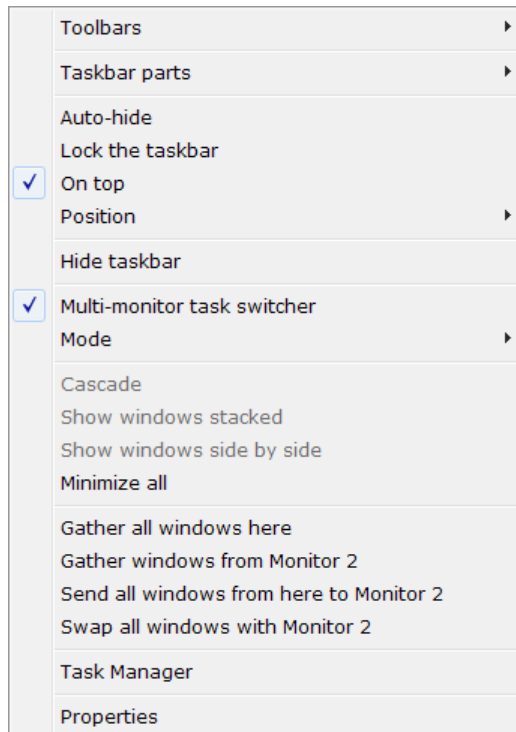 Toolbars
Taskbar parts
Auto-hide
Lock the taskbar
On top
Position
Hide taskbar
Multi-monitor task switcher
Mode
Cascade
Show windows stacked
Show windows side by side
Minimize all
Gather all windows here
Gather windows from Monitor 2
Send all windows from here to Monitor 2
Swap all windows with Monitor 2
Task Manager
Properties